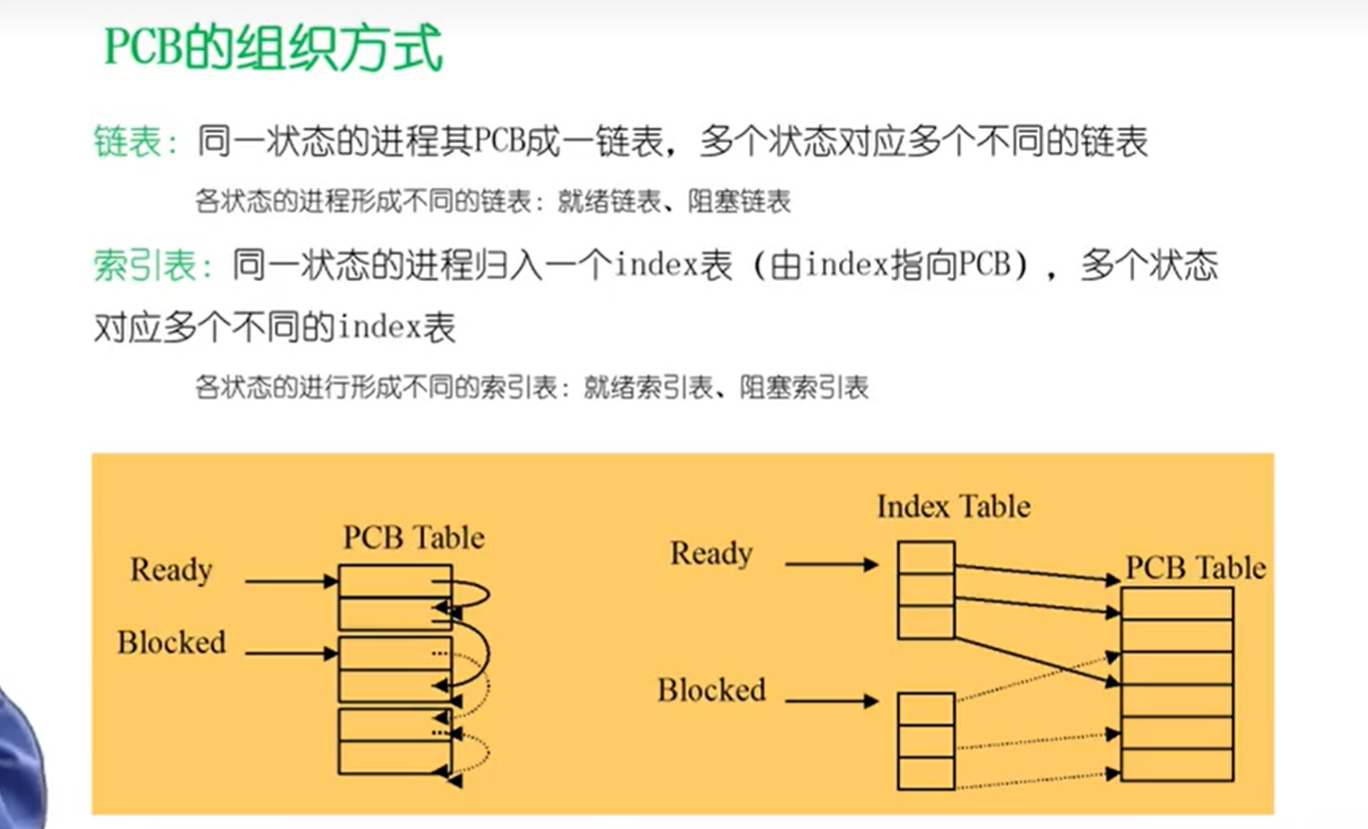 PCB的组织方式
链表：同一状态的进程其PCB成一链表，多个状态对应多个不同的链表
各状态的进程形成不同的链表：就绪链表、阻塞链表
索引表：同一状态的进程归入一个index表（由index指向PCB），多个状态
对应多个不同的index表
各状态的进行形成不同的索引表：就绪索引表、阻塞索引表
PCB Table
Ready
Blocked
Index Table
Ready
PCB Table
Blocked